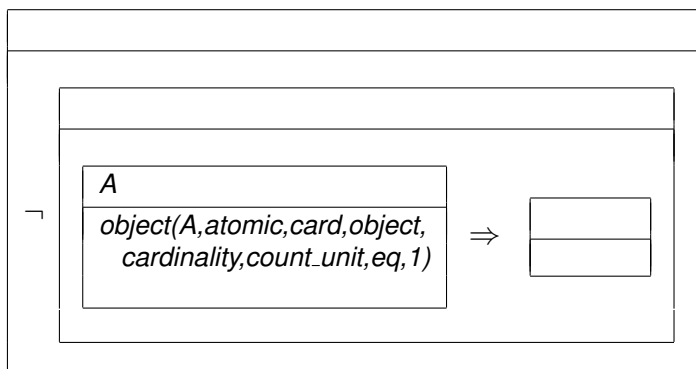 A
object(A,atomic,card,object,
¬
cardinality,count_unit,eq,1)
⇒